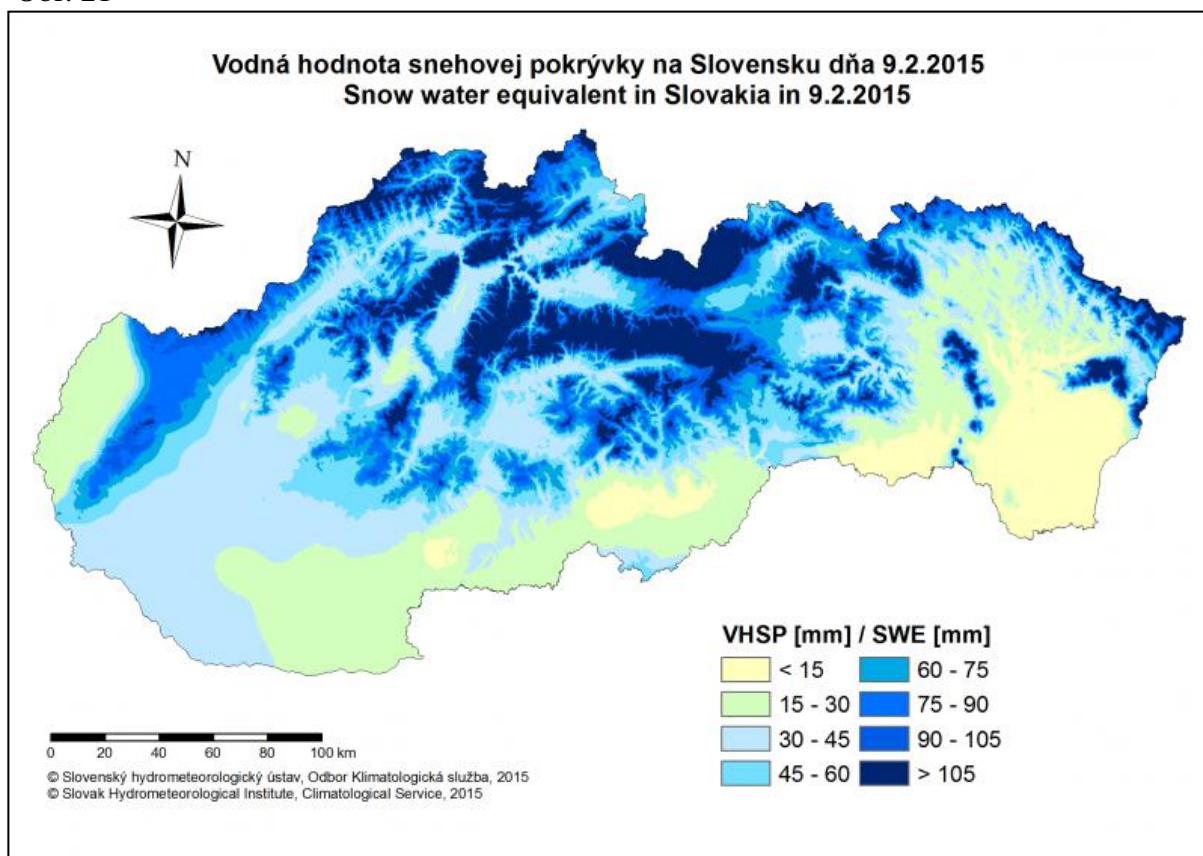 Vodná hodnota snehovej pokrývky na Slovensku dňa 9.2.2015
Snow water equivalent in Slovakia in 9.2.2015
N
VHSP [mm] / SWE [mm]
< 15
60 - 75
15 - 30
75 - 90
30 - 45
90 - 105
45 - 60
> 105
0 20 40 60 80 100 km
© Slovenský hydrometeorologický ústav, Odbor Klimatologická služba, 2015
© Slovak Hydrometeorological Institute, Climatological Service, 2015